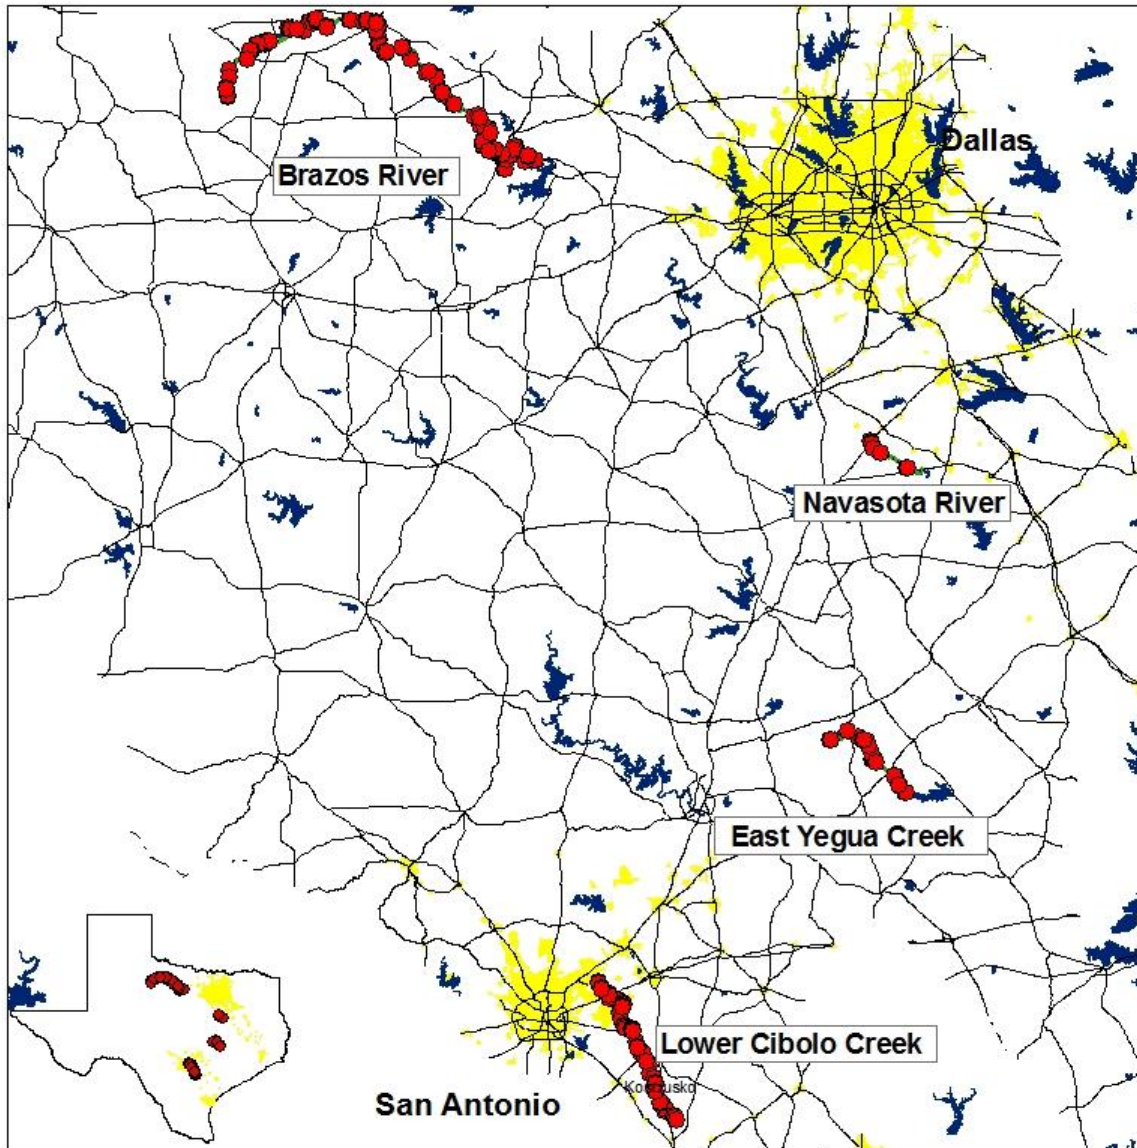 Dallas
Brazos River
Navasota River
East Yegua Creek
Lower Cibolo Creek
San Antonio